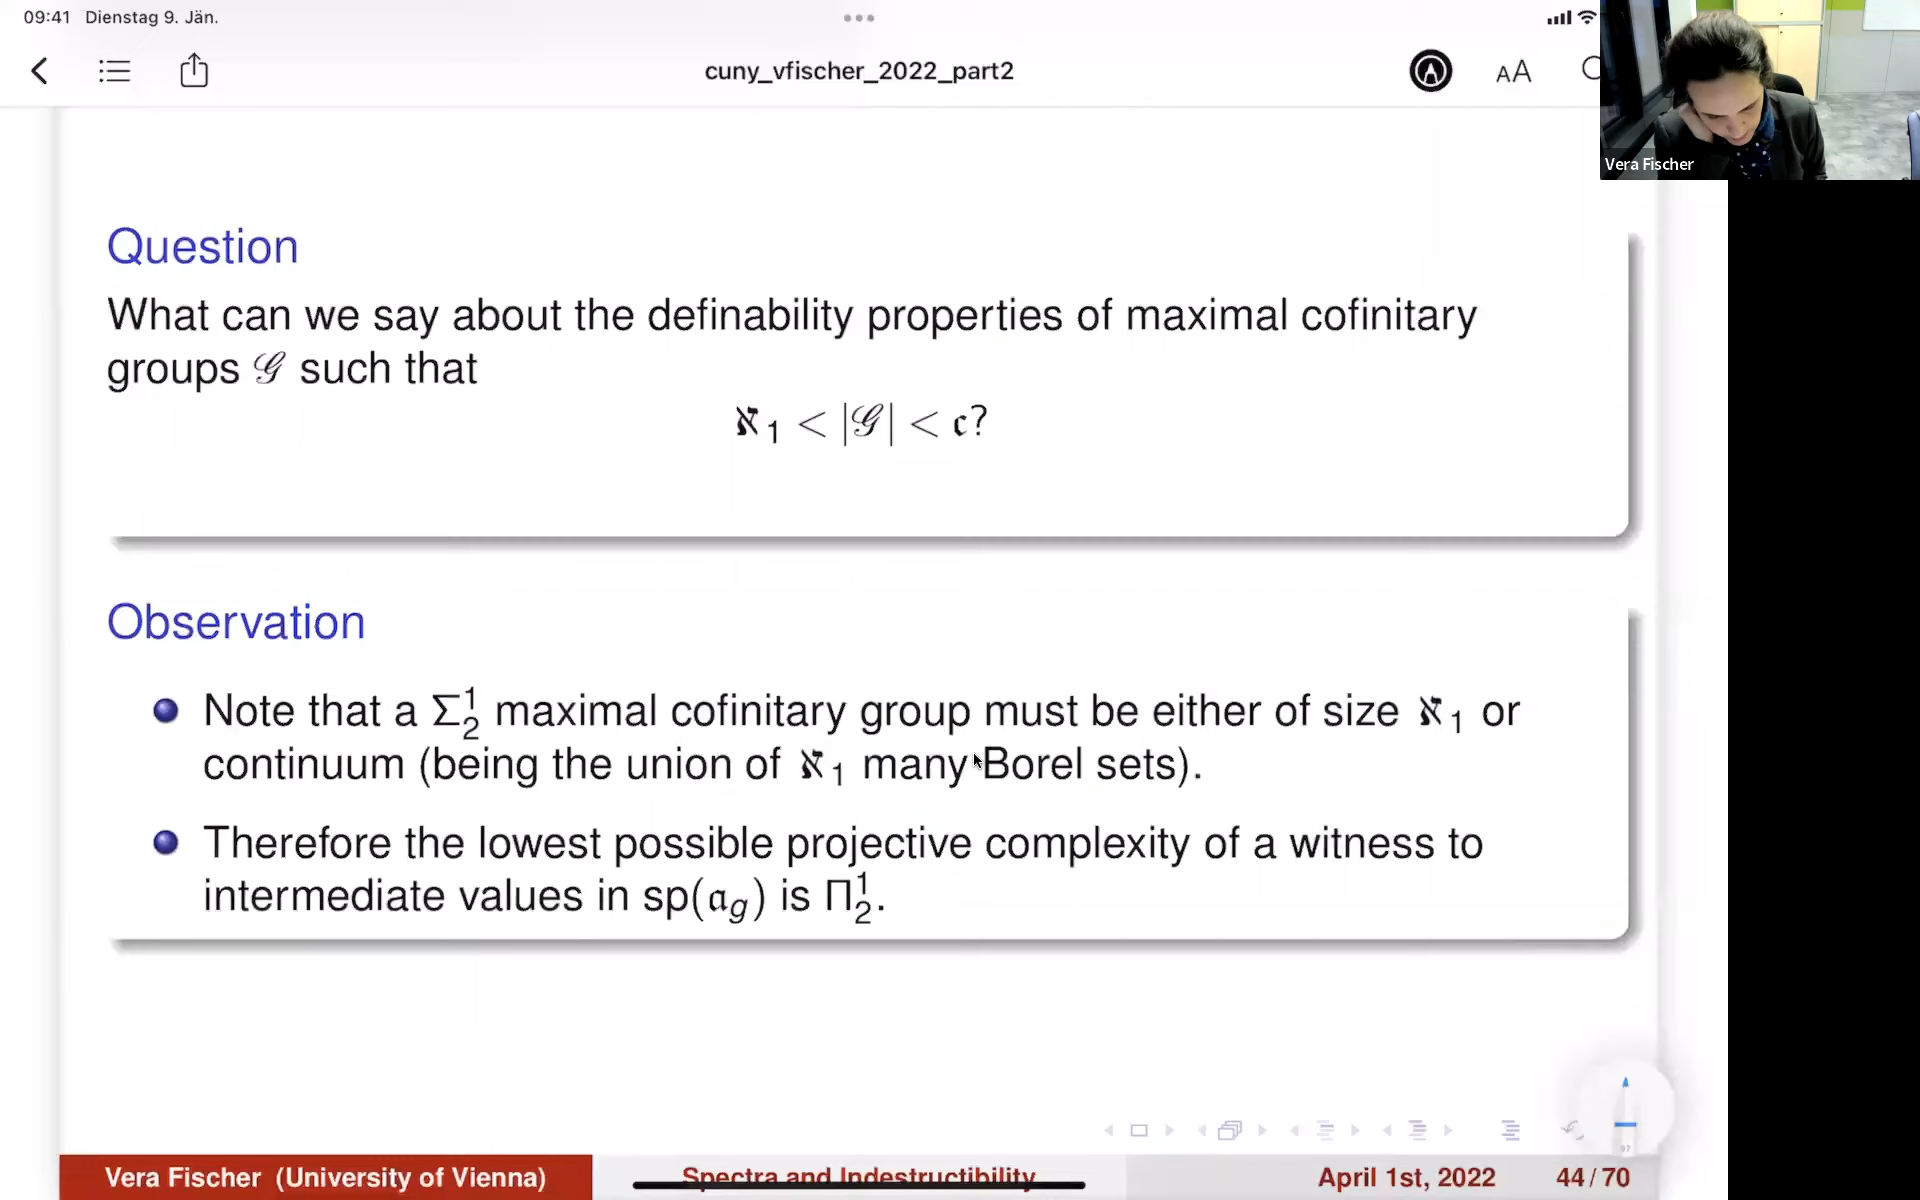 09:41 Dienstag 9. Jän.
cuny_vfischer_2022_part2
AA
Vera Fischer
Question
What can we say about the definability properties of maximal cofinitary
groups 𝒢 such that
ℵ₁ < |𝒢| < 𝔠?
Observation
Note that a Σ¹₂ maximal cofinitary group must be either of size ℵ₁ or
continuum (being the union of ℵ₁ many Borel sets).
Therefore the lowest possible projective complexity of a witness to
intermediate values in sp(𝔞_g) is Π¹₂.
Vera Fischer (University of Vienna)
Spectra and Indestructibility
April 1st, 2022
44 / 70